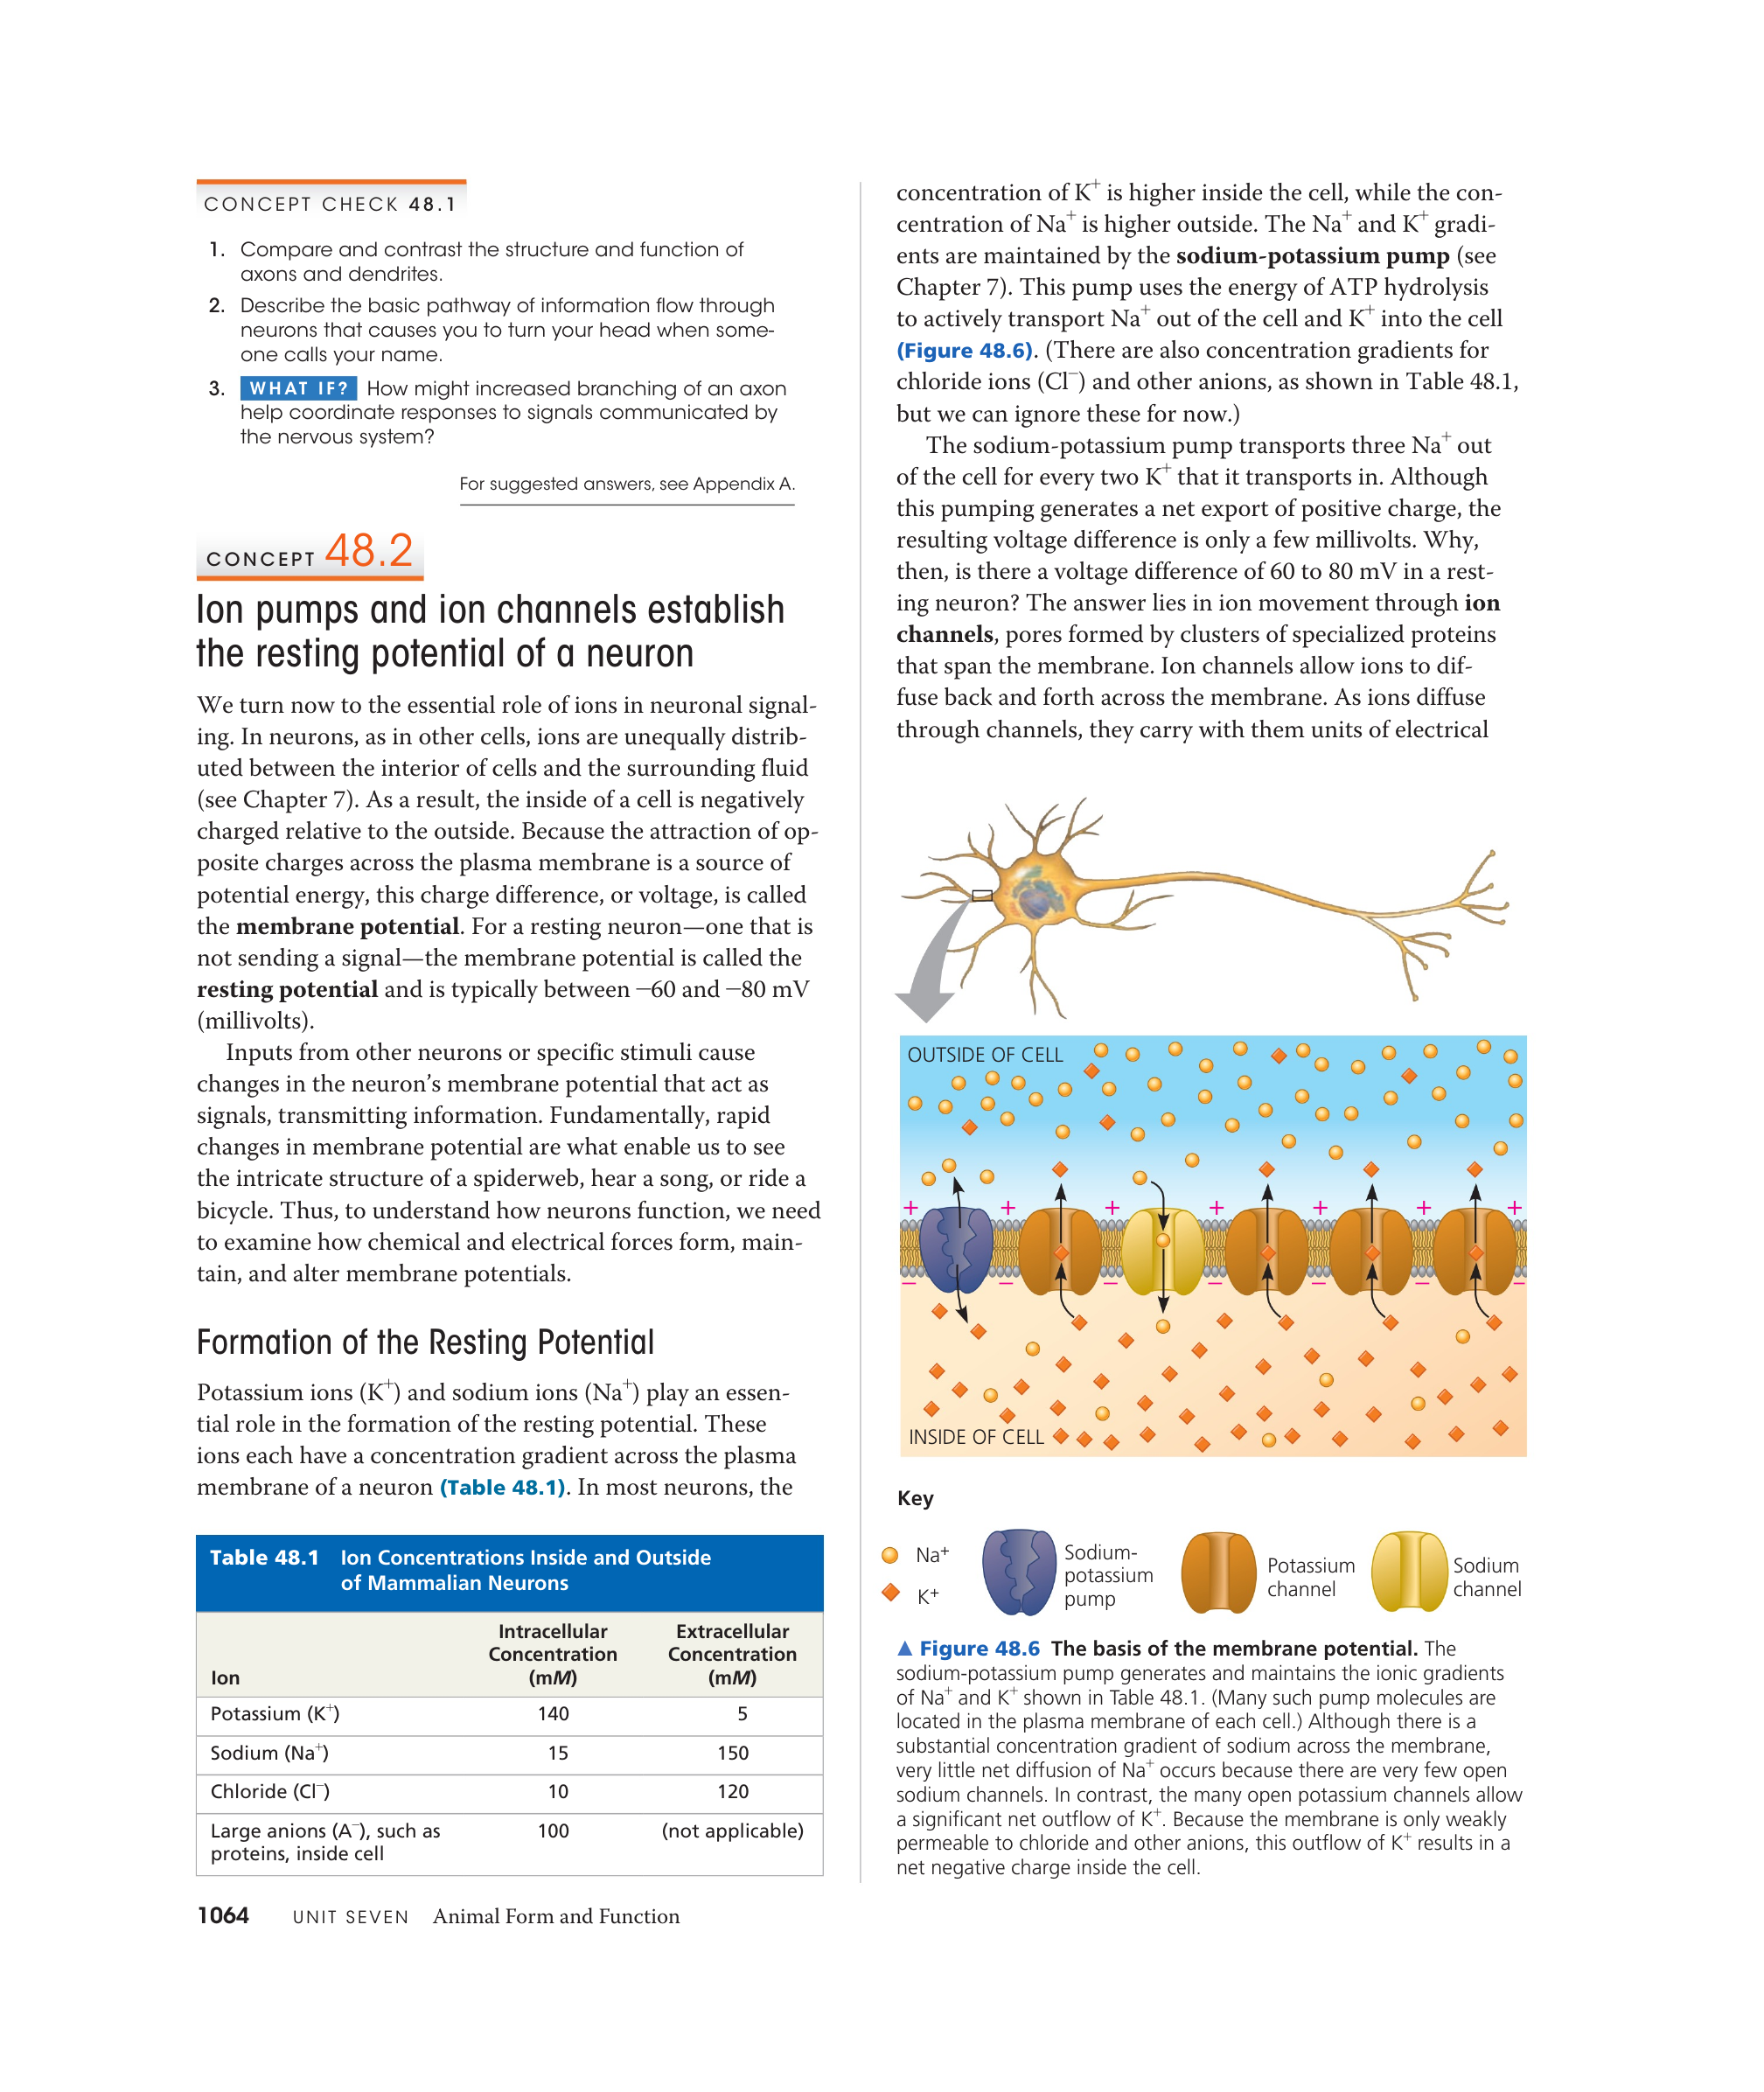 CONCEPT CHECK 48.1
1. Compare and contrast the structure and function of
axons and dendrites.
2. Describe the basic pathway of information flow through
neurons that causes you to turn your head when some-
one calls your name.
3. WHAT IF? How might increased branching of an axon
help coordinate responses to signals communicated by
the nervous system?
For suggested answers, see Appendix A.
CONCEPT 48.2
Ion pumps and ion channels establish
the resting potential of a neuron
We turn now to the essential role of ions in neuronal signal-
ing. In neurons, as in other cells, ions are unequally distrib-
uted between the interior of cells and the surrounding fluid
(see Chapter 7). As a result, the inside of a cell is negatively
charged relative to the outside. Because the attraction of op-
posite charges across the plasma membrane is a source of
potential energy, this charge difference, or voltage, is called
the membrane potential. For a resting neuron—one that is
not sending a signal—the membrane potential is called the
resting potential and is typically between −60 and −80 mV
(millivolts).
Inputs from other neurons or specific stimuli cause
changes in the neuron's membrane potential that act as
signals, transmitting information. Fundamentally, rapid
changes in membrane potential are what enable us to see
the intricate structure of a spiderweb, hear a song, or ride a
bicycle. Thus, to understand how neurons function, we need
to examine how chemical and electrical forces form, main-
tain, and alter membrane potentials.
Formation of the Resting Potential
Potassium ions (K⁺) and sodium ions (Na⁺) play an essen-
tial role in the formation of the resting potential. These
ions each have a concentration gradient across the plasma
membrane of a neuron (Table 48.1). In most neurons, the
Table 48.1 Ion Concentrations Inside and Outside
of Mammalian Neurons
Ion Intracellular Concentration (mM) Extracellular Concentration (mM)
Potassium (K⁺) 140 5
Sodium (Na⁺) 15 150
Chloride (Cl⁻) 10 120
Large anions (A⁻), such as 100 (not applicable)
proteins, inside cell
concentration of K⁺ is higher inside the cell, while the con-
centration of Na⁺ is higher outside. The Na⁺ and K⁺ gradi-
ents are maintained by the sodium-potassium pump (see
Chapter 7). This pump uses the energy of ATP hydrolysis
to actively transport Na⁺ out of the cell and K⁺ into the cell
(Figure 48.6). (There are also concentration gradients for
chloride ions (Cl⁻) and other anions, as shown in Table 48.1,
but we can ignore these for now.)
The sodium-potassium pump transports three Na⁺ out
of the cell for every two K⁺ that it transports in. Although
this pumping generates a net export of positive charge, the
resulting voltage difference is only a few millivolts. Why,
then, is there a voltage difference of 60 to 80 mV in a rest-
ing neuron? The answer lies in ion movement through ion
channels, pores formed by clusters of specialized proteins
that span the membrane. Ion channels allow ions to dif-
fuse back and forth across the membrane. As ions diffuse
through channels, they carry with them units of electrical
OUTSIDE OF CELL
+ + + + + + +
− − − − − − −
INSIDE OF CELL
Key
Na⁺
K⁺
Sodium-
potassium
pump
Potassium
channel
Sodium
channel
▲ Figure 48.6 The basis of the membrane potential. The
sodium-potassium pump generates and maintains the ionic gradients
of Na⁺ and K⁺ shown in Table 48.1. (Many such pump molecules are
located in the plasma membrane of each cell.) Although there is a
substantial concentration gradient of sodium across the membrane,
very little net diffusion of Na⁺ occurs because there are very few open
sodium channels. In contrast, the many open potassium channels allow
a significant net outflow of K⁺. Because the membrane is only weakly
permeable to chloride and other anions, this outflow of K⁺ results in a
net negative charge inside the cell.
1064 UNIT SEVEN Animal Form and Function